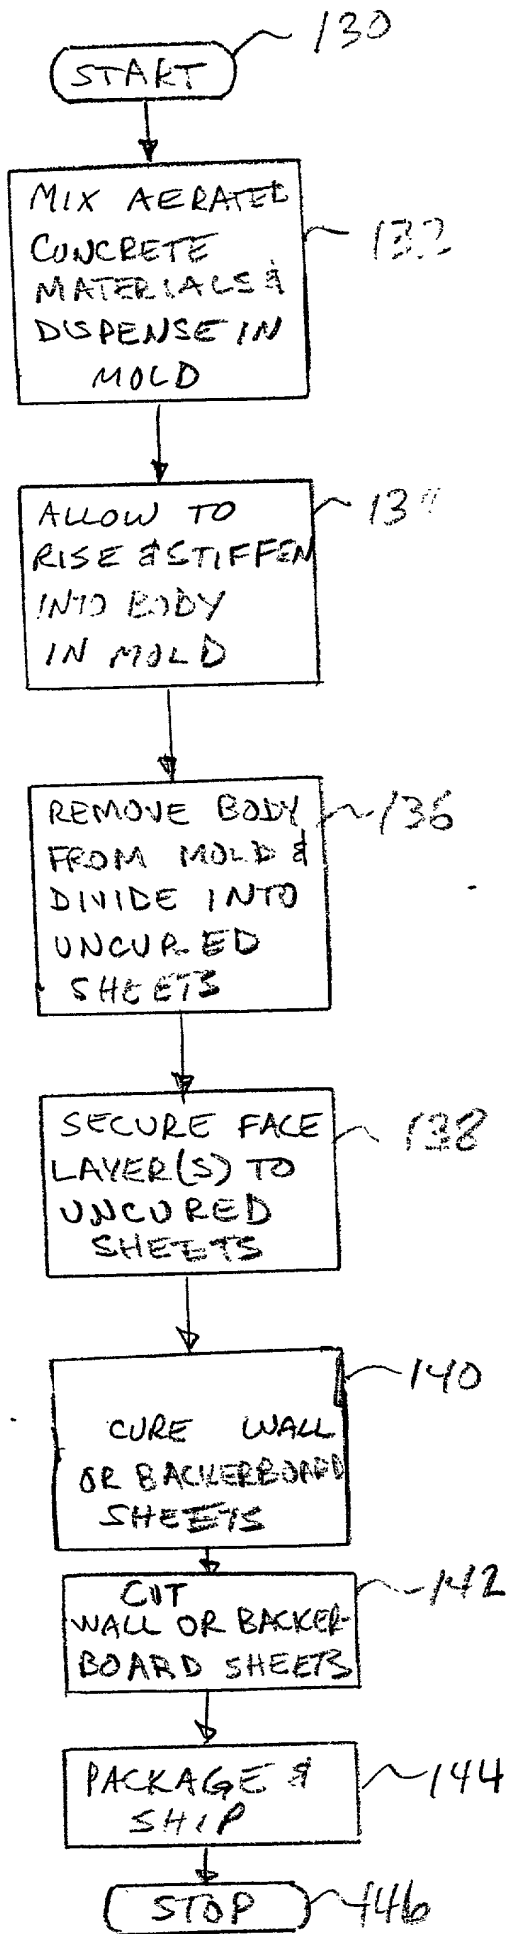 START
130
MIX AERATED
CONCRETE
MATERIALS &
DISPENSE IN
MOLD
132
ALLOW TO
RISE & STIFFEN
INTO BODY
IN MOLD
REMOVE BODY
FROM MOLD &
DIVIDE INTO
UNCURED
SHEETS
136
SECURE FACE
LAYER(S) TO
UNCURED
SHEETS
138
CURE WALL
OR BACKERBOARD
SHEETS
140
CUT
WALL OR BACKER-
BOARD SHEETS
142
PACKAGE &
SHIP
144
STOP
146